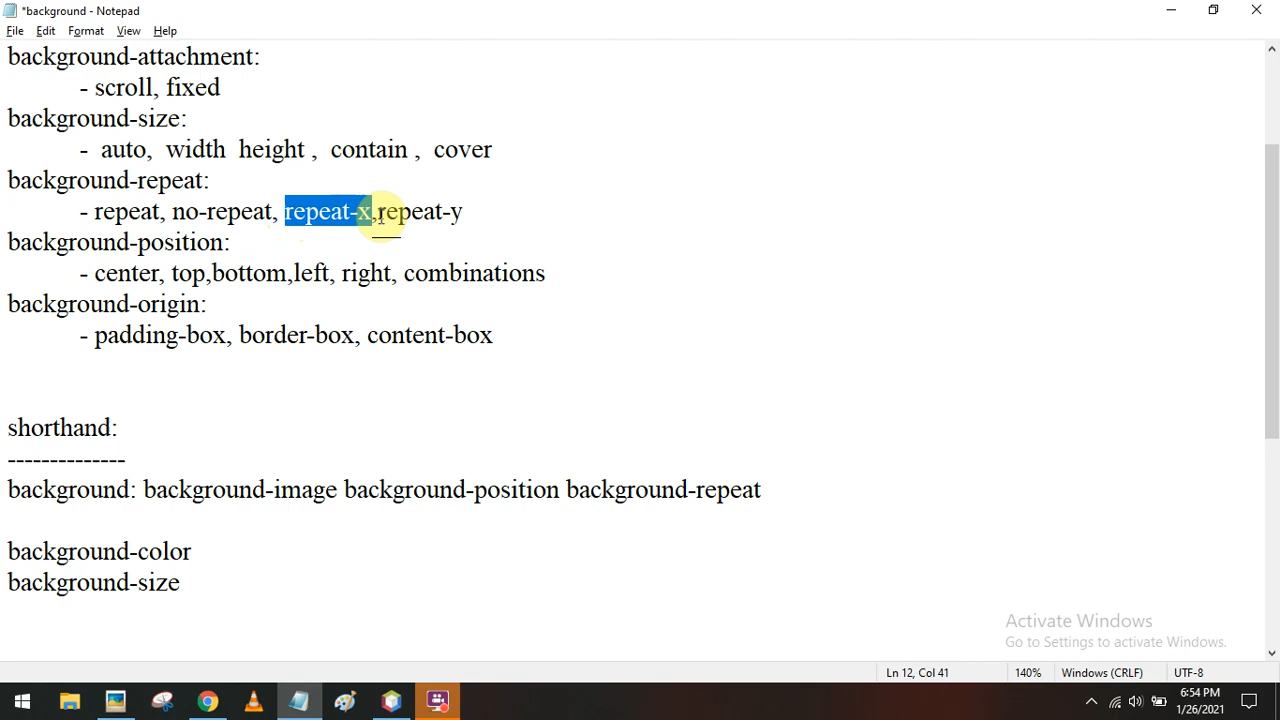 *background - Notepad
File Edit Format View Help
background-attachment:
- scroll, fixed
background-size:
- auto, width height , contain , cover
background-repeat:
- repeat, no-repeat, repeat-x,repeat-y
background-position:
- center, top,bottom,left, right, combinations
background-origin:
- padding-box, border-box, content-box
shorthand:
--------------
background: background-image background-position background-repeat
background-color
background-size
Activate Windows
Go to Settings to activate Windows.
Ln 12, Col 41 140% Windows (CRLF) UTF-8
6:54 PM
1/26/2021